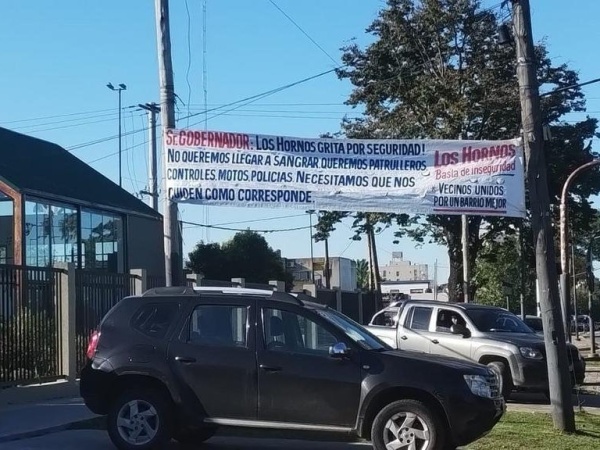 Sr. GOBERNADOR: LOS HORNOS GRITA POR SEGURIDAD!
NO QUEREMOS LLEGAR A SANGRAR. QUEREMOS PATRULLEROS
CONTROLES, MOTOS, POLICIAS. NECESITAMOS QUE NOS
CUIDEN COMO CORRESPONDE.
LOS HORNOS
Basta de inseguridad
VECINOS UNIDOS
POR UN BARRIO MEJOR